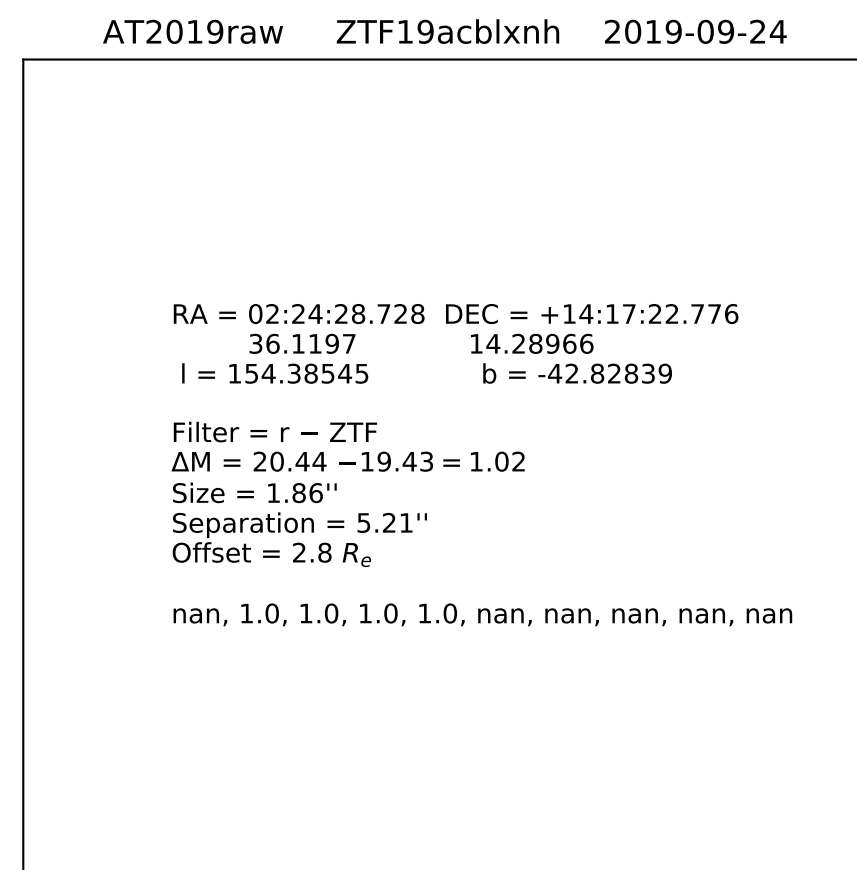 AT2019raw ZTF19acblxnh 2019-09-24
RA = 02:24:28.728 DEC = +14:17:22.776
36.1197 14.28966
l = 154.38545 b = -42.82839
Filter = r − ZTF
ΔM = 20.44 −19.43 = 1.02
Size = 1.86''
Separation = 5.21''
Offset = 2.8 Rₑ
nan, 1.0, 1.0, 1.0, 1.0, nan, nan, nan, nan, nan